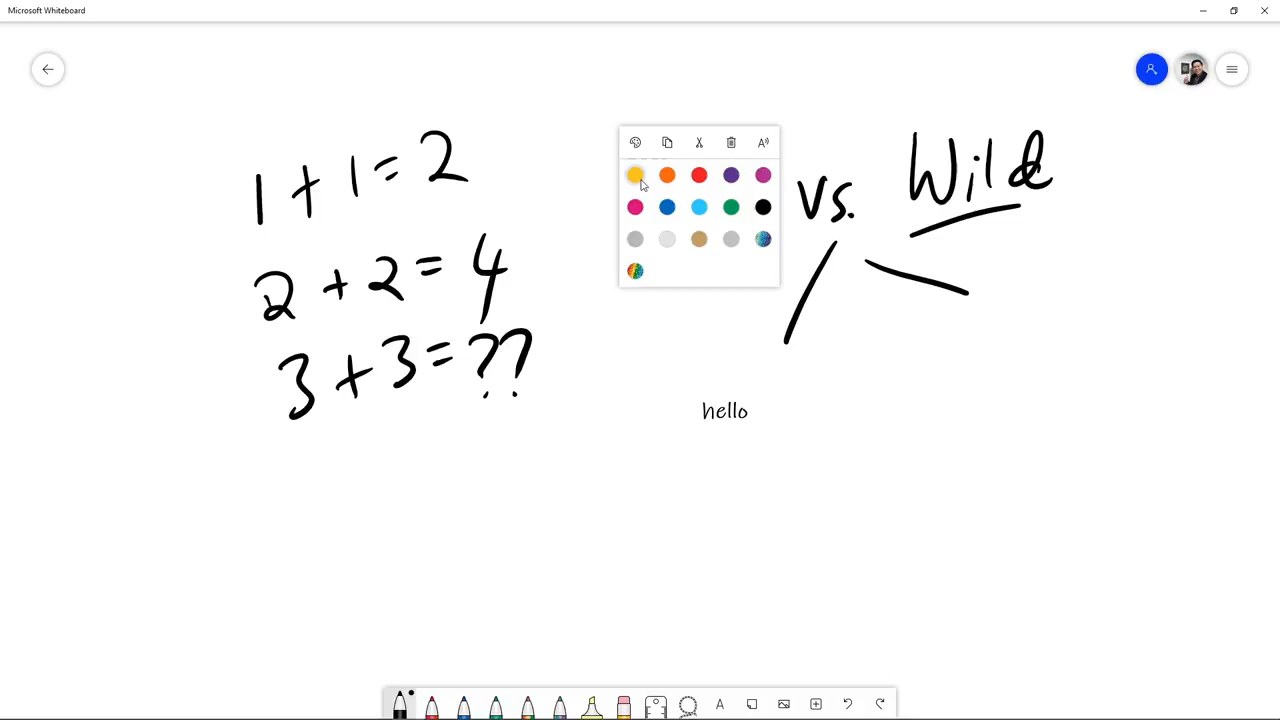 Microsoft Whiteboard
1 + 1 = 2
2 + 2 = 4
3 + 3 = ??
vs. Wild
hello
A